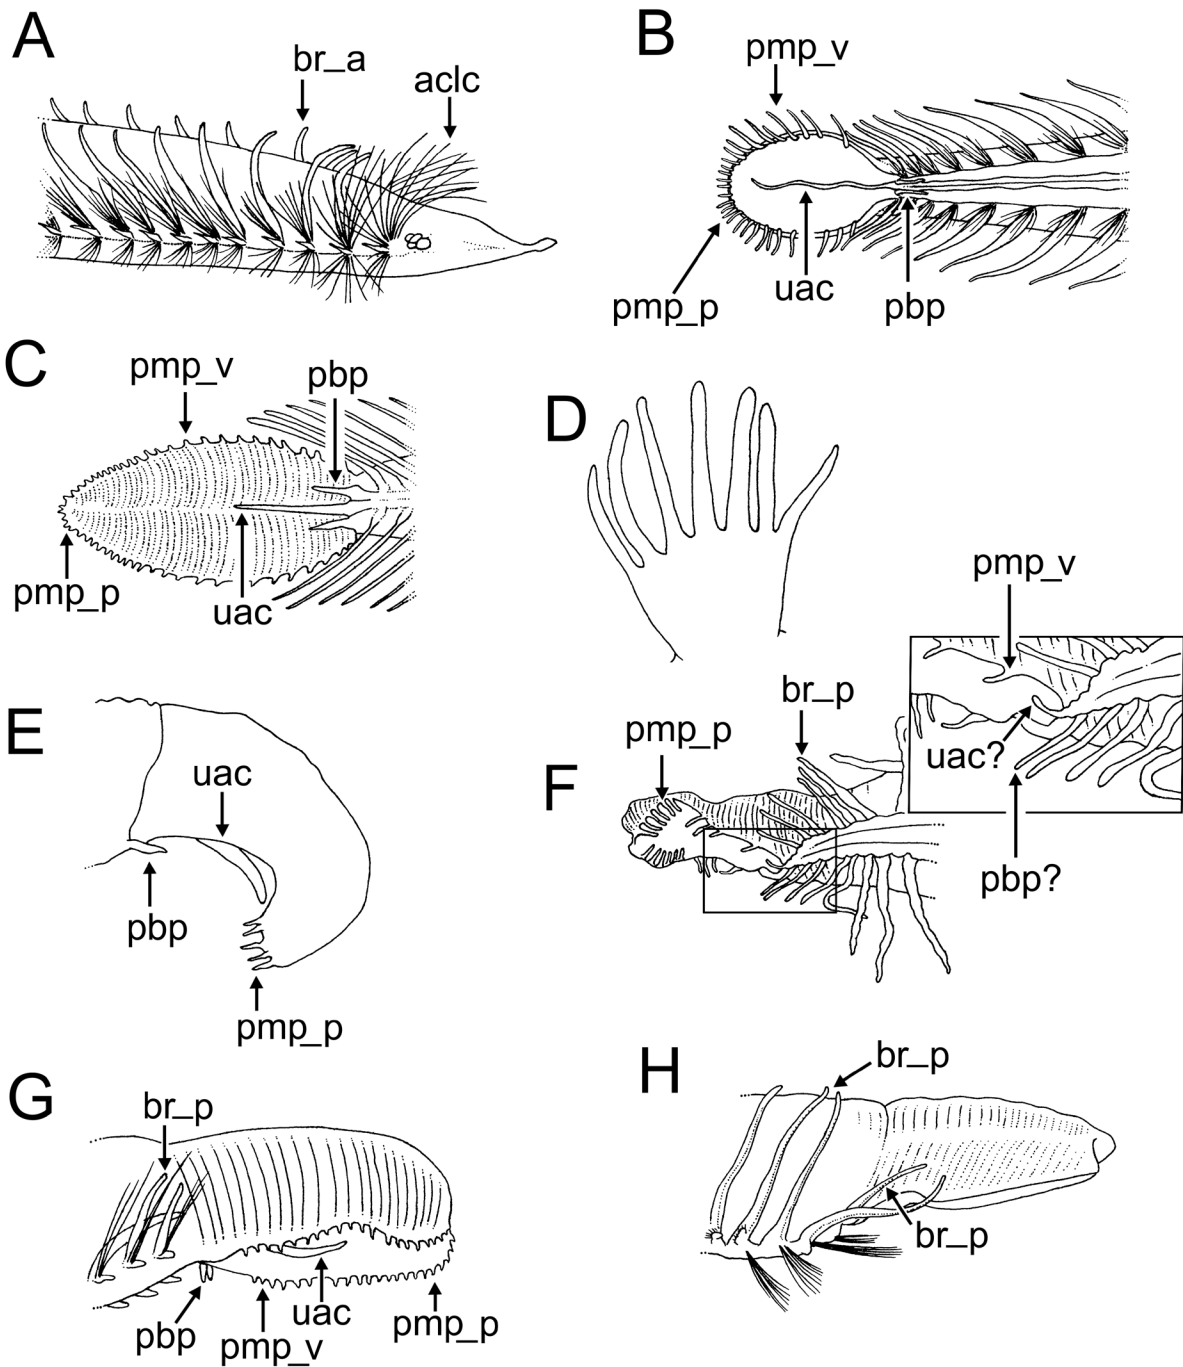 A
br_a
aclc
B
pmp_v
pmp_p
uac
pbp
C
pmp_v
pbp
pmp_p
uac
D
E
uac
pbp
pmp_p
F
pmp_p
br_p
pmp_v
uac?
pbp?
G
br_p
pbp
pmp_v
uac
pmp_p
H
br_p
br_p